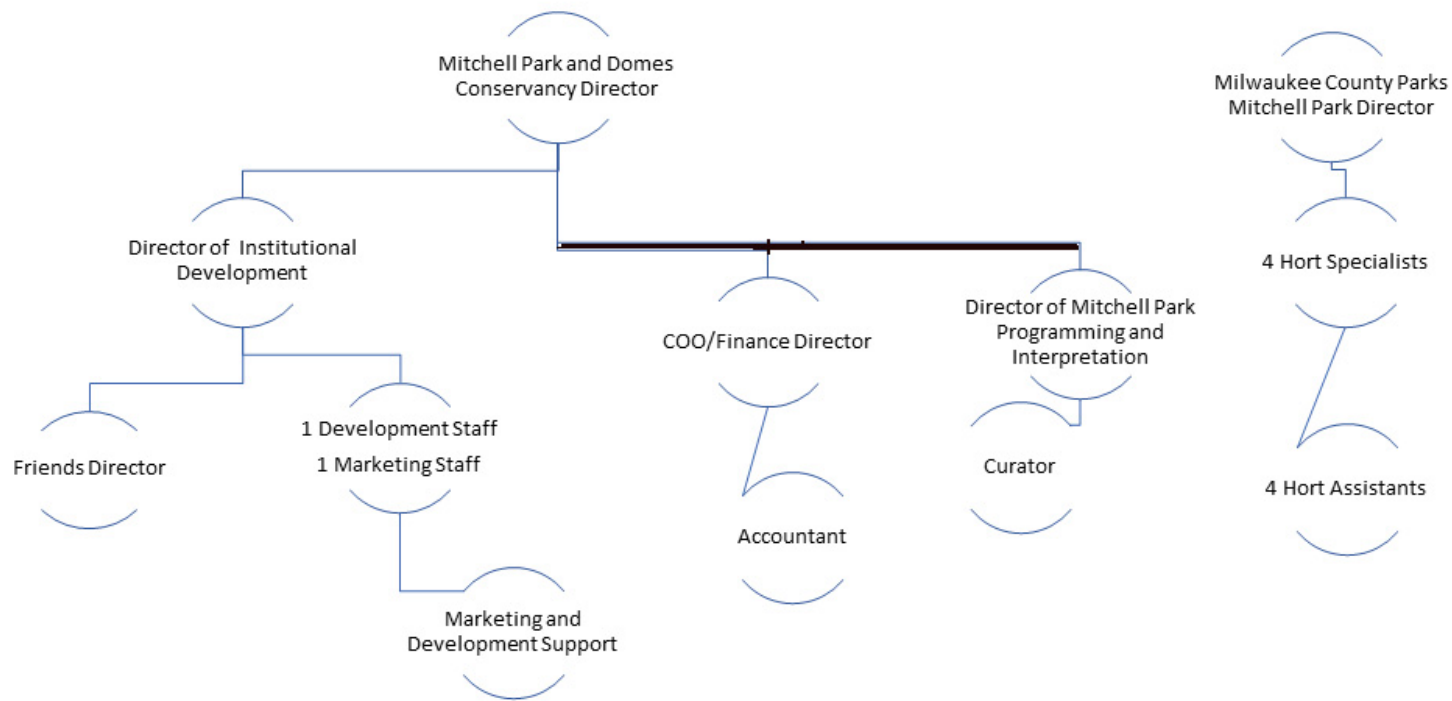 Mitchell Park and Domes
Conservancy Director
Milwaukee County Parks
Mitchell Park Director
Director of Institutional
Development
4 Hort Specialists
COO/Finance Director
Director of Mitchell Park
Programming and
Interpretation
Friends Director
1 Development Staff
1 Marketing Staff
Curator
4 Hort Assistants
Accountant
Marketing and
Development Support